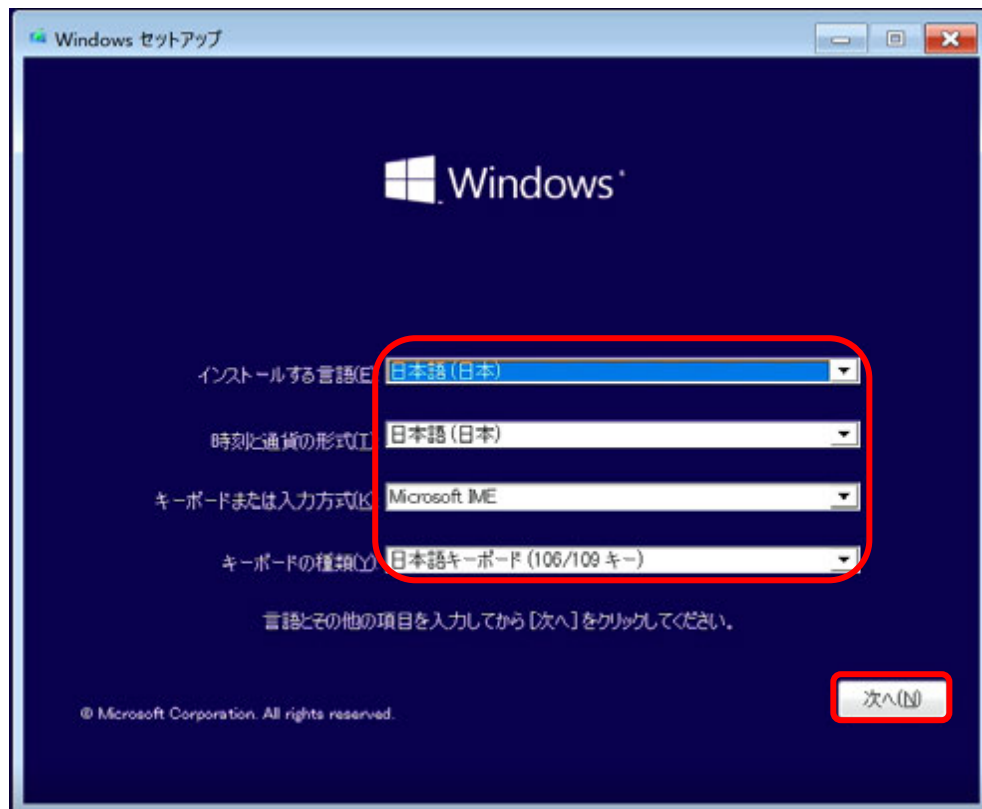 Windows セットアップ
Windows
インストールする言語(E) 日本語 (日本)
時刻と通貨の形式(T) 日本語 (日本)
キーボードまたは入力方式(K) Microsoft IME
キーボードの種類(Y) 日本語キーボード (106/109 キー)
言語とその他の項目を入力してから [次へ] をクリックしてください。
次へ(N)
© Microsoft Corporation. All rights reserved.